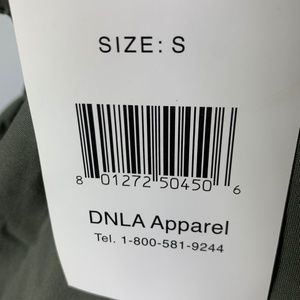 SIZE: S
8 01272 50450 6
DNLA Apparel
Tel. 1-800-581-9244